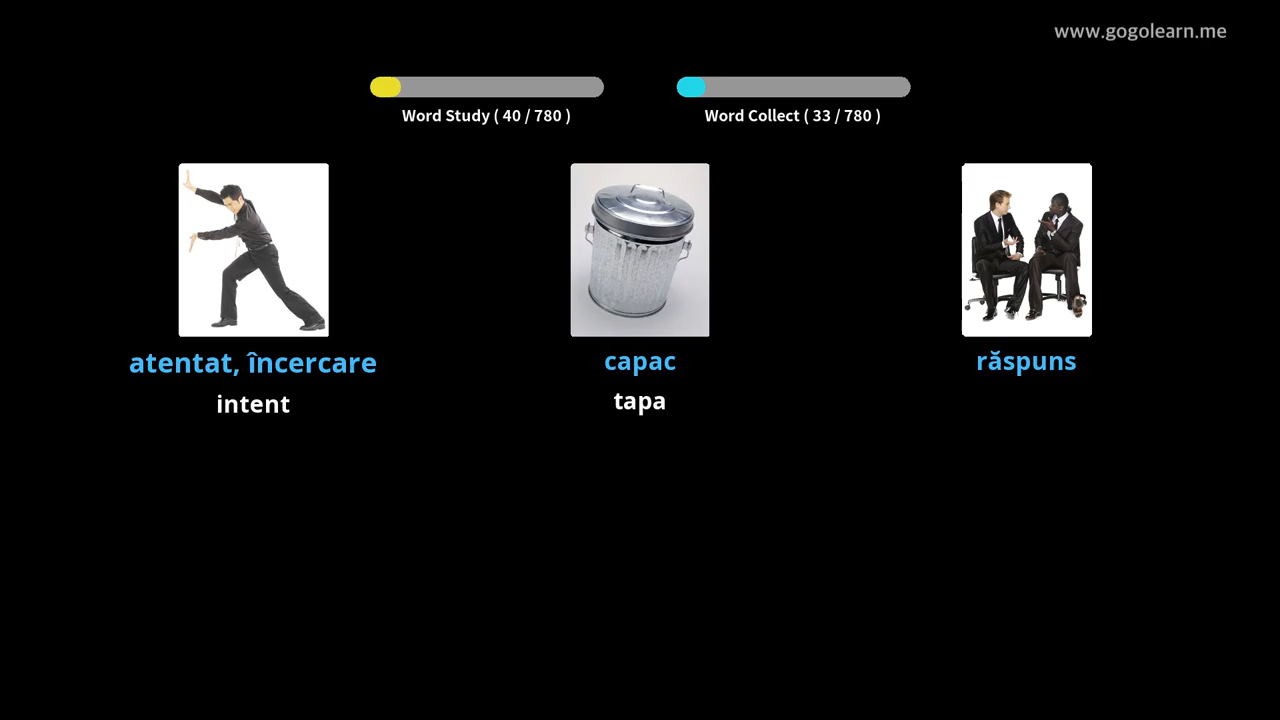 www.gogolearn.me
Word Study ( 40 / 780 )
Word Collect ( 33 / 780 )
atentat, încercare
capac
răspuns
intent
tapa